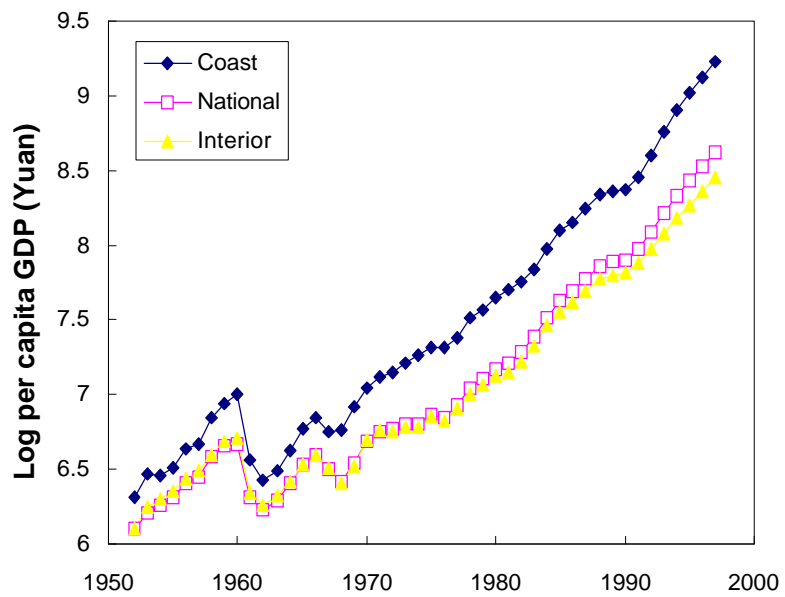 9.5
9
8.5
8
7.5
7
6.5
6
Log per capita GDP (Yuan)
Coast
National
Interior
1950 1960 1970 1980 1990 2000